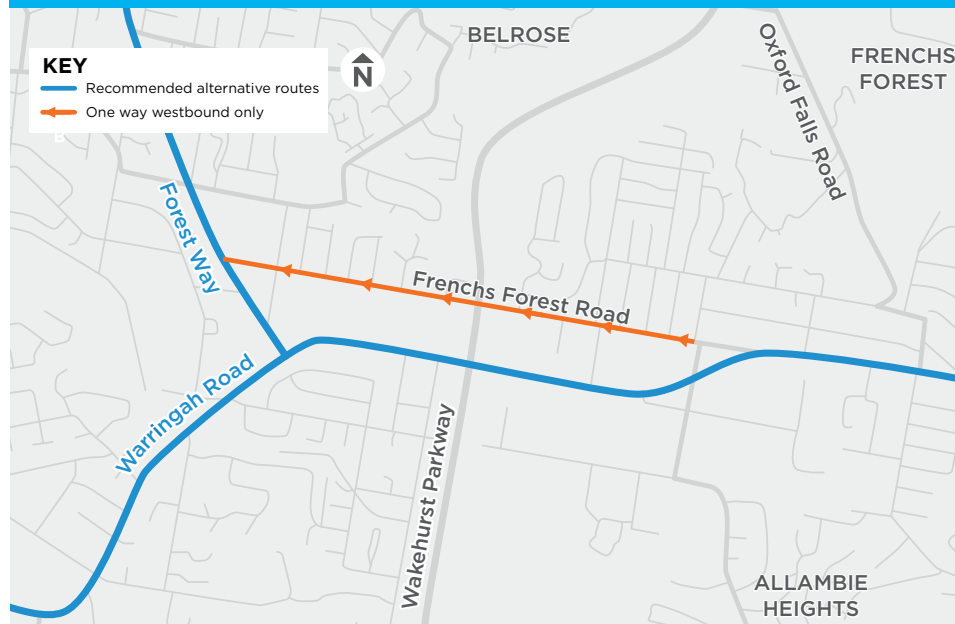 BELROSE
KEY
Recommended alternative routes
One way westbound only
N
Oxford Falls Road
FRENCHS
FOREST
Forest Way
Frenchs Forest Road
Warringah Road
Wakehurst Parkway
ALLAMBIE
HEIGHTS